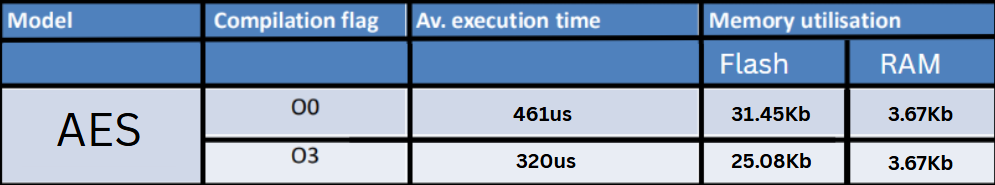 Model Compilation flag Av. execution time Memory utilisation
Flash RAM
AES O0 461us 31.45Kb 3.67Kb
O3 320us 25.08Kb 3.67Kb